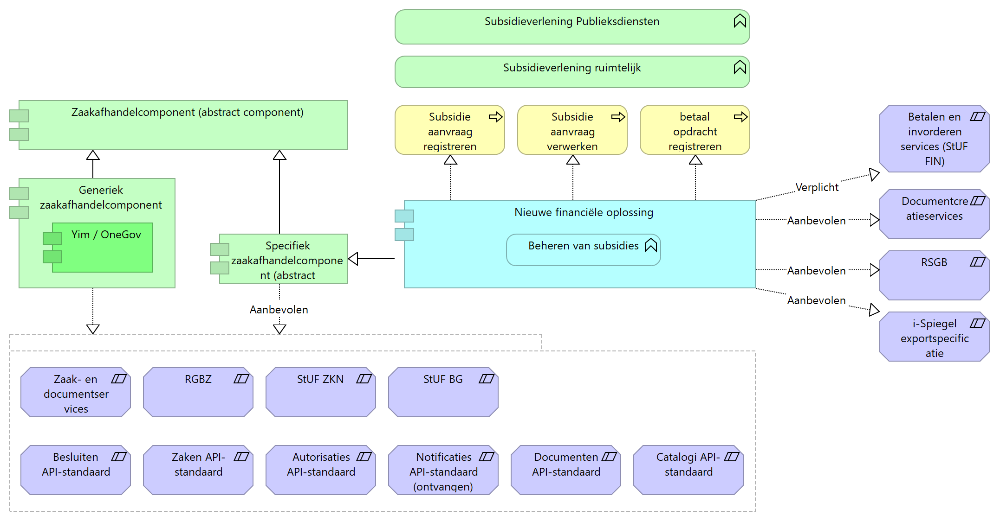 Subsidieverlening Publieksdiensten
Subsidieverlening ruimtelijk
Zaakafhandelcomponent (abstract component)
Subsidie
aanvraag
registreren
Subsidie
aanvraag
verwerken
betaal
opdracht
registreren
Betalen en
invorderen
services (StUF
FIN)
Generiek
zaakafhandelcomponent
Yim / OneGov
Specifiek
zaakafhandelcompone
nt (abstract
Nieuwe financiële oplossing
Beheren van subsidies
Verplicht
Aanbevolen
Aanbevolen
Aanbevolen
Documentcre
atieservices
RSGB
i-Spiegel
exportspecific
atie
Aanbevolen
Zaak- en
documentser
vices
RGBZ
StUF ZKN
StUF BG
Besluiten
API-standaard
Zaken API-
standaard
Autorisaties
API-standaard
Notificaties
API-standaard
(ontvangen)
Documenten
API-standaard
Catalogi API-
standaard